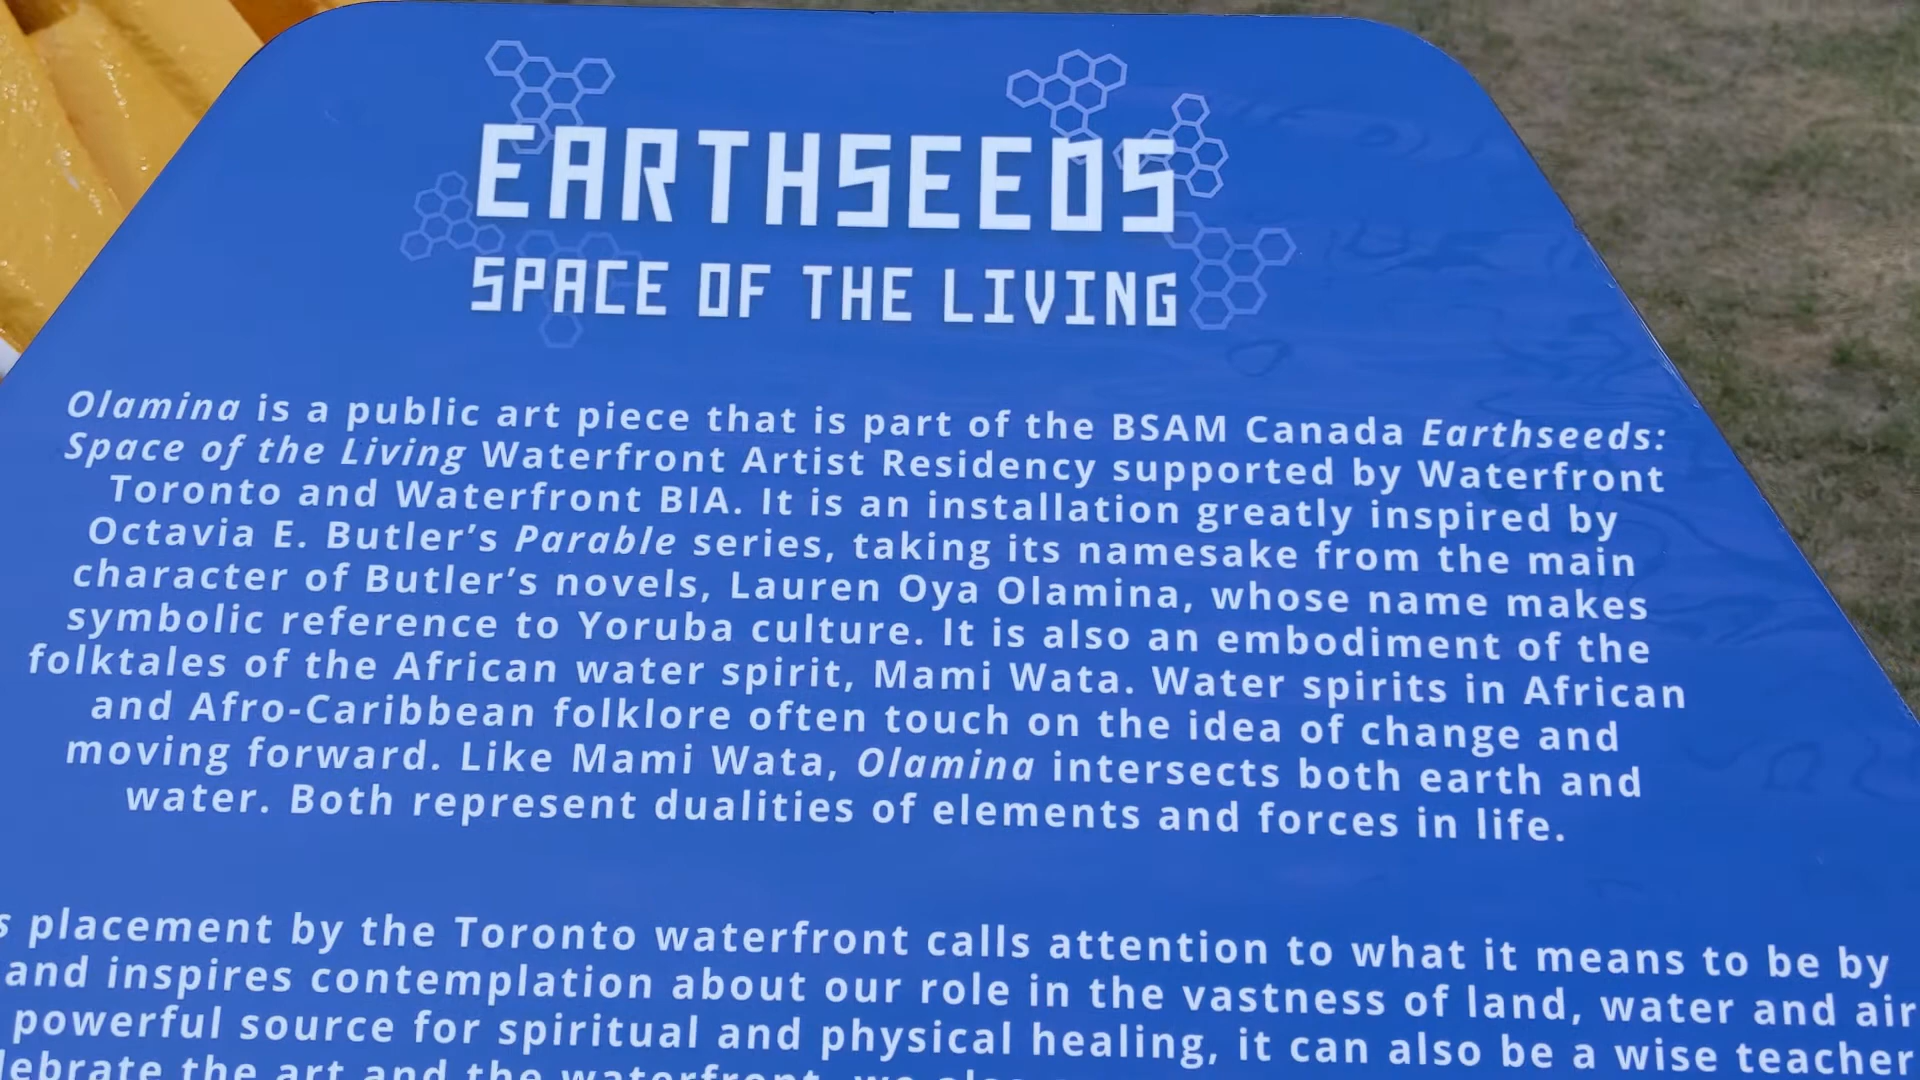 EARTHSEEDS
SPACE OF THE LIVING
Olamina is a public art piece that is part of the BSAM Canada Earthseeds:
Space of the Living Waterfront Artist Residency supported by Waterfront
Toronto and Waterfront BIA. It is an installation greatly inspired by
Octavia E. Butler’s Parable series, taking its namesake from the main
character of Butler’s novels, Lauren Oya Olamina, whose name makes
symbolic reference to Yoruba culture. It is also an embodiment of the
folktales of the African water spirit, Mami Wata. Water spirits in African
and Afro-Caribbean folklore often touch on the idea of change and
moving forward. Like Mami Wata, Olamina intersects both earth and
water. Both represent dualities of elements and forces in life.
placement by the Toronto waterfront calls attention to what it means to be by
and inspires contemplation about our role in the vastness of land, water and air
powerful source for spiritual and physical healing, it can also be a wise teacher
the art and the waterfront, we also